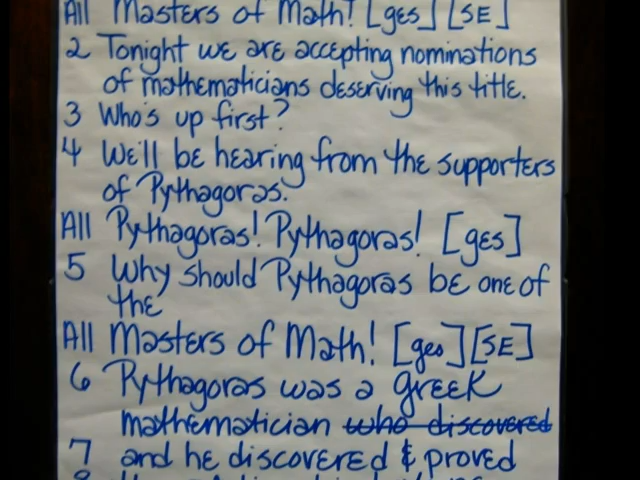 All Masters of Math! [ges] [SE]
2 Tonight we are accepting nominations
of mathematicians deserving this title.
3 Who's up first?
4 We'll be hearing from the supporters
of Pythagoras.
All Pythagoras! Pythagoras! [ges]
5 Why should Pythagoras be one of
the
All Masters of Math! [ges] [SE]
6 Pythagoras was a greek
mathematician who discovered
7 and he discovered & proved